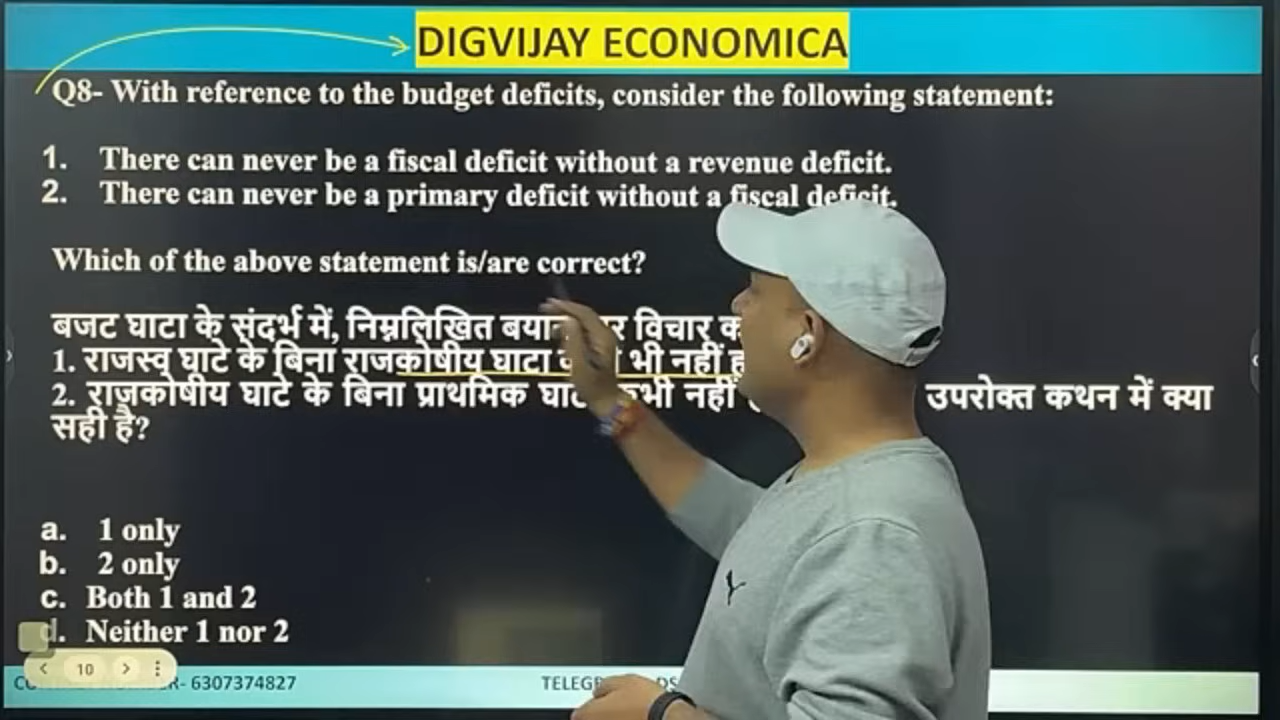 DIGVIJAY ECONOMICA
Q8- With reference to the budget deficits, consider the following statement:
1. There can never be a fiscal deficit without a revenue deficit.
2. There can never be a primary deficit without a fiscal deficit.
Which of the above statement is/are correct?
बजट घाटा के संदर्भ में, निम्नलिखित विचार
1. राजस्व घाटे के बिना राजकोषीय घाटा भी नहीं
2. राजकोषीय घाटे के बिना प्राथमिक नहीं उपरोक्त कथन में क्या
सही है?
a. 1 only
b. 2 only
c. Both 1 and 2
d. Neither 1 nor 2
10
6307374827